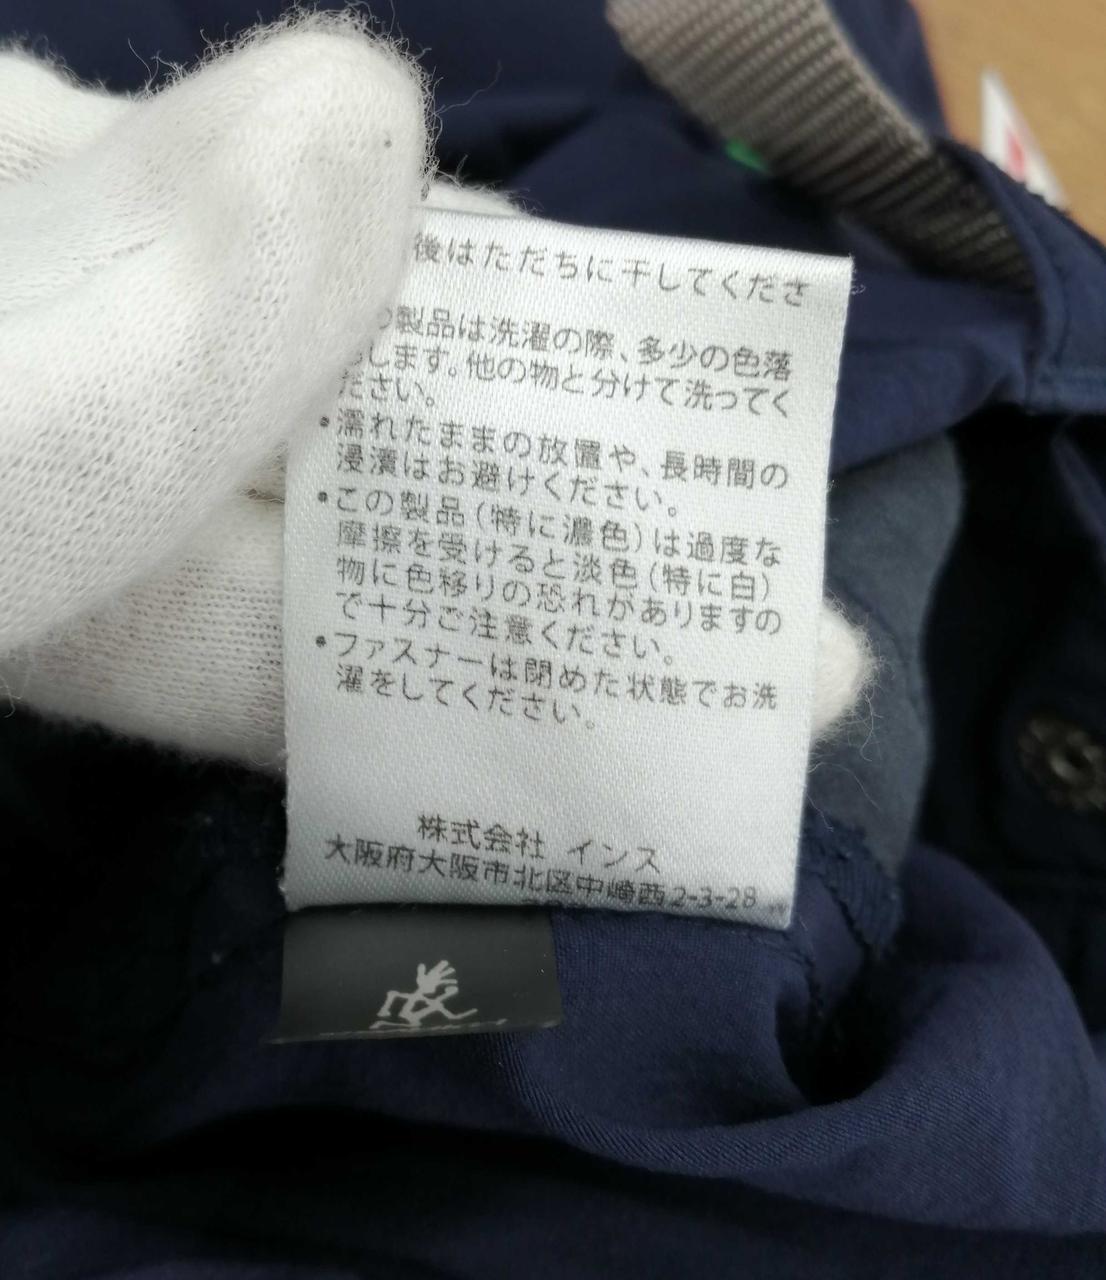 後はただちに干してくださ
の製品は洗濯の際、多少の色落
します。他の物と分けて洗ってく
ださい。
•濡れたままの放置や、長時間の
浸漬はお避けください。
•この製品(特に濃色)は過度な
摩擦を受けると淡色(特に白)
物に色移りの恐れがありますの
で十分ご注意ください。
•ファスナーは閉めた状態でお洗
濯をしてください。
株式会社 インス
大阪府大阪市北区中崎西2-3-28